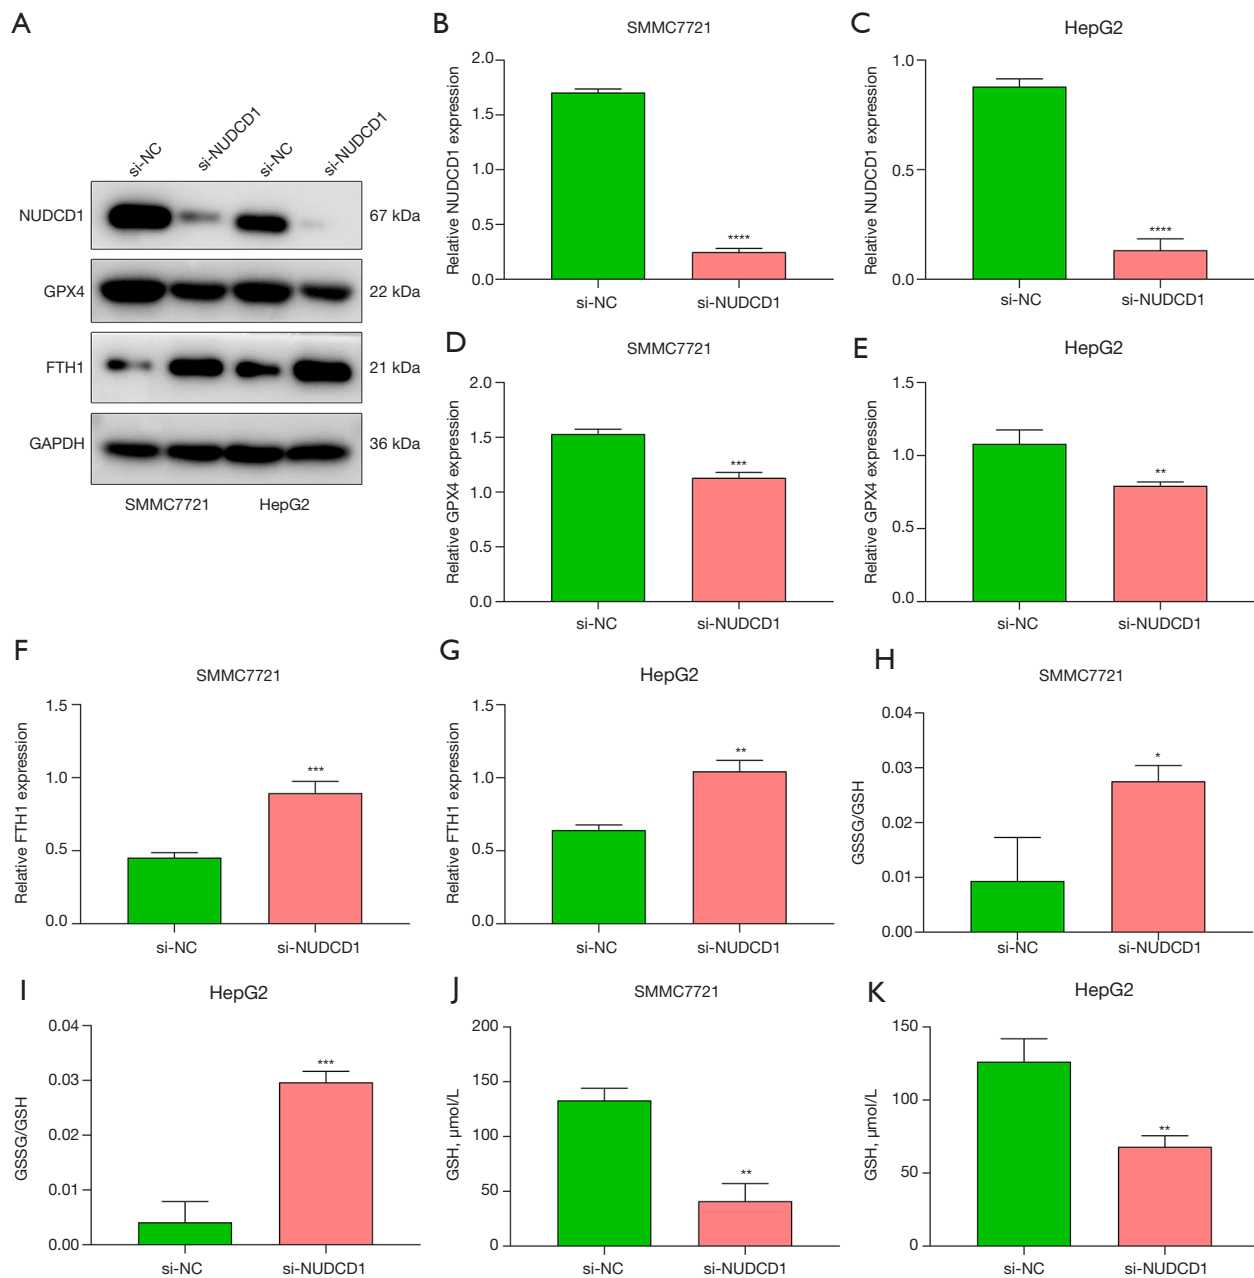 A
si-NC
si-NUDCD1
si-NC
si-NUDCD1
NUDCD1
67 kDa
GPX4
22 kDa
FTH1
21 kDa
GAPDH
36 kDa
SMMC7721
HepG2
B
SMMC7721
Relative NUDCD1 expression
2.0
1.5
1.0
0.5
0.0
****
si-NC
si-NUDCD1
C
HepG2
Relative NUDCD1 expression
1.0
0.5
0.0
****
si-NC
si-NUDCD1
D
SMMC7721
Relative GPX4 expression
2.0
1.5
1.0
0.5
0.0
***
si-NC
si-NUDCD1
E
HepG2
Relative GPX4 expression
1.5
1.0
0.5
0.0
**
si-NC
si-NUDCD1
F
SMMC7721
Relative FTH1 expression
1.5
1.0
0.5
0.0
***
si-NC
si-NUDCD1
G
HepG2
Relative FTH1 expression
1.5
1.0
0.5
0.0
**
si-NC
si-NUDCD1
H
SMMC7721
GSSG/GSH
0.04
0.03
0.02
0.01
0.00
*
si-NC
si-NUDCD1
I
HepG2
GSSG/GSH
0.04
0.03
0.02
0.01
0.00
***
si-NC
si-NUDCD1
J
SMMC7721
GSH, μmol/L
200
150
100
50
0
**
si-NC
si-NUDCD1
K
HepG2
GSH, μmol/L
150
100
50
0
**
si-NC
si-NUDCD1